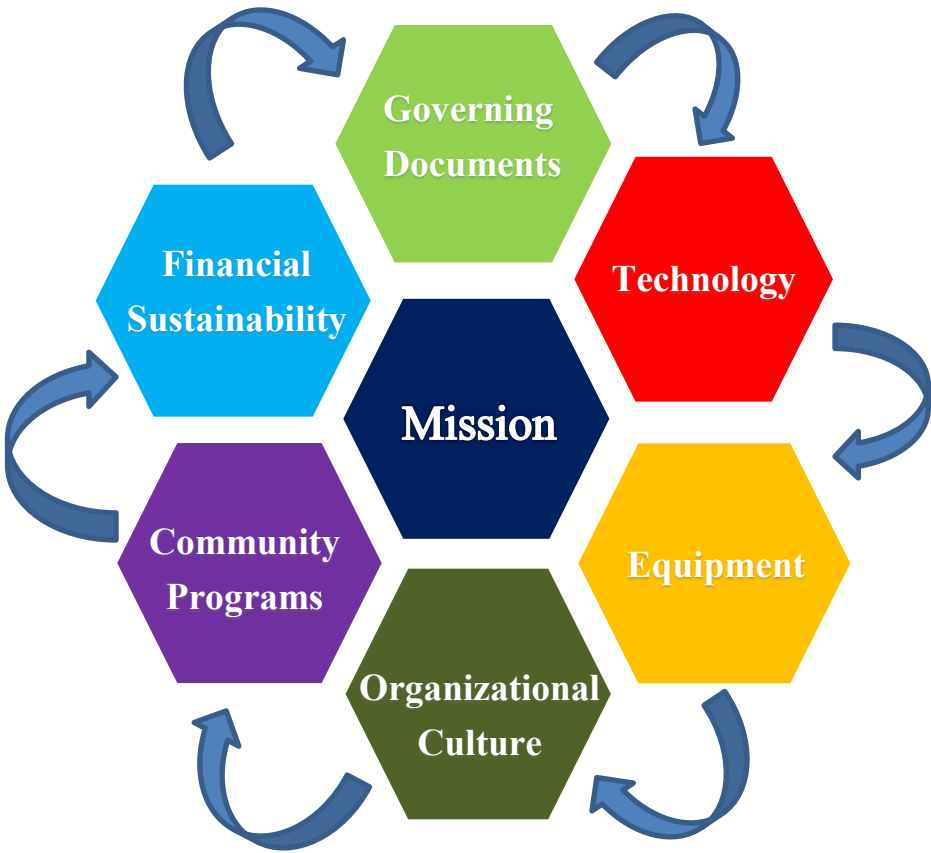 Governing
Documents
Technology
Financial
Sustainability
Mission
Equipment
Community
Programs
Organizational
Culture